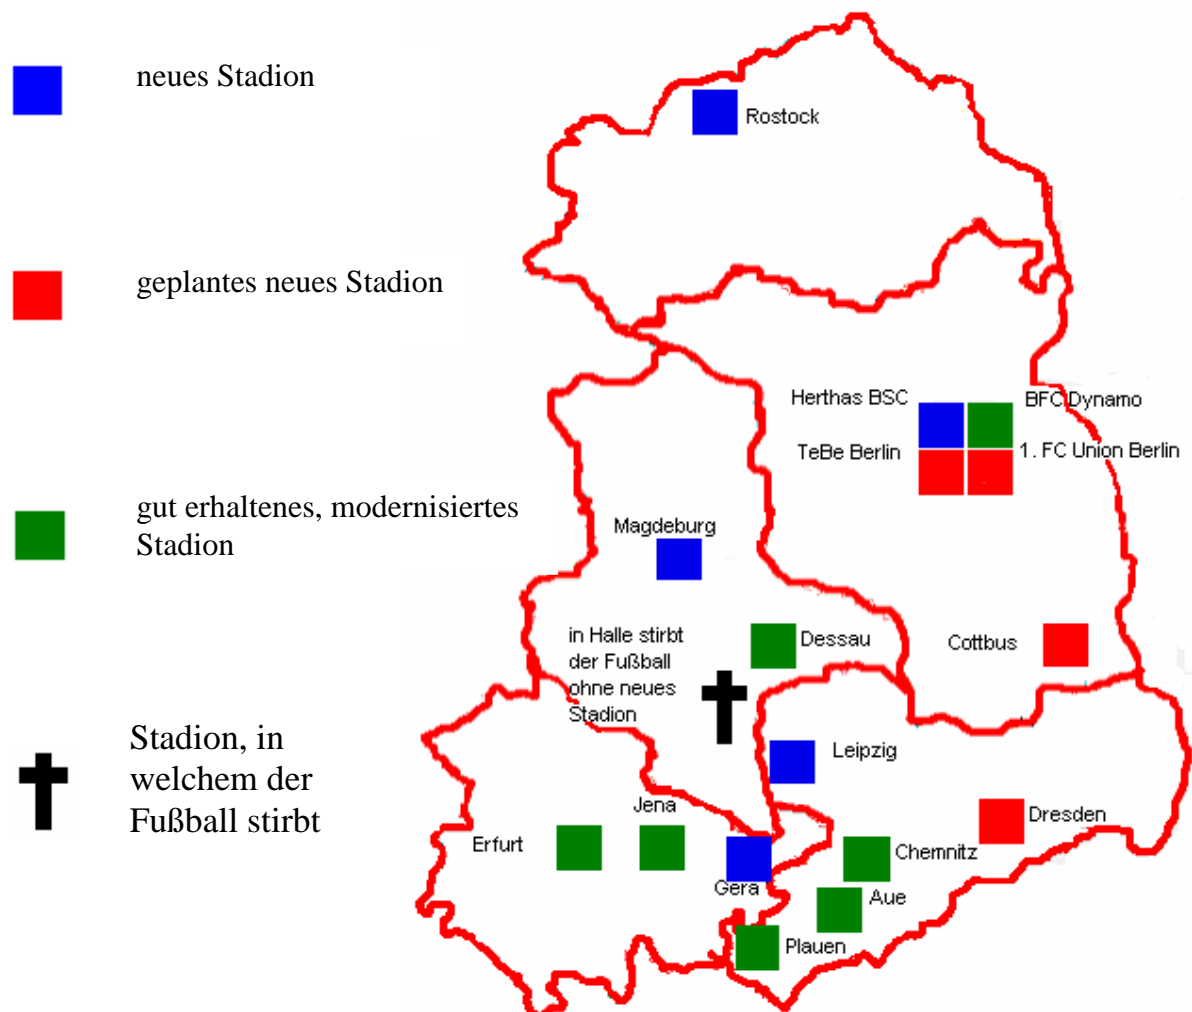 neues Stadion
geplantes neues Stadion
gut erhaltenes, modernisiertes
Stadion
Stadion, in
welchem der
Fußball stirbt
Rostock
Herthas BSC
BFC Dynamo
TeBe Berlin
1. FC Union Berlin
Magdeburg
in Halle stirbt
der Fußball
ohne neues
Stadion
Dessau
Cottbus
Leipzig
Jena
Erfurt
Dresden
Chemnitz
Gera
Aue
Plauen